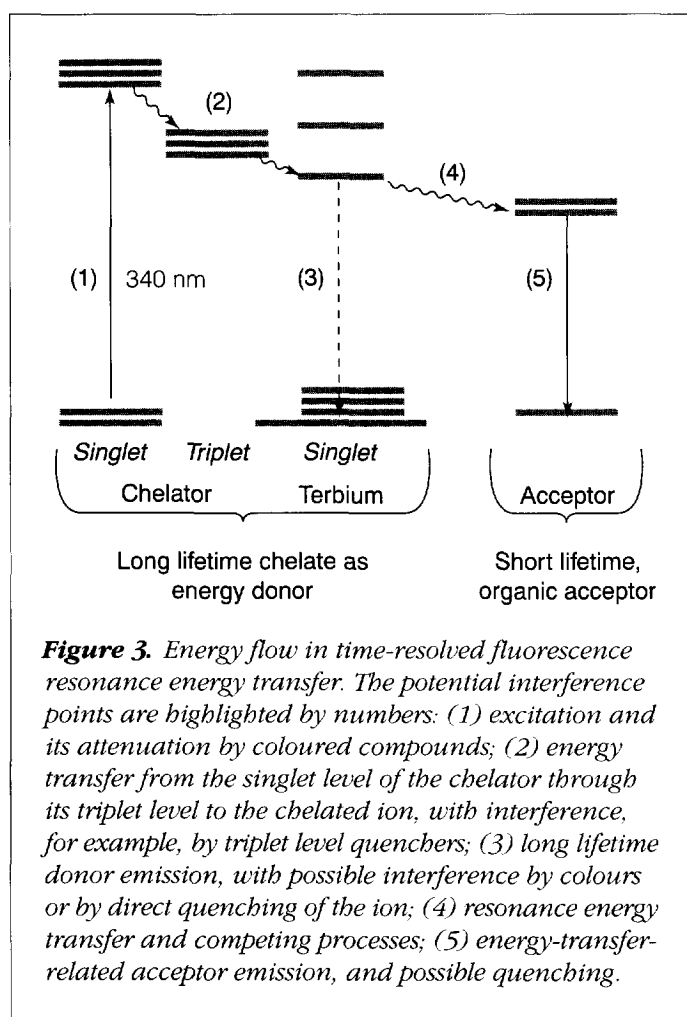 (2)
(4)
(1) 340 nm (3) (5)
Singlet Triplet Singlet
Chelator Terbium Acceptor
Long lifetime chelate as Short lifetime,
energy donor organic acceptor
Figure 3. Energy flow in time-resolved fluorescence
resonance energy transfer. The potential interference
points are highlighted by numbers: (1) excitation and
its attenuation by coloured compounds; (2) energy
transfer from the singlet level of the chelator through
its triplet level to the chelated ion, with interference,
for example, by triplet level quenchers; (3) long lifetime
donor emission, with possible interference by colours
or by direct quenching of the ion; (4) resonance energy
transfer and competing processes; (5) energy-transfer-
related acceptor emission, and possible quenching.